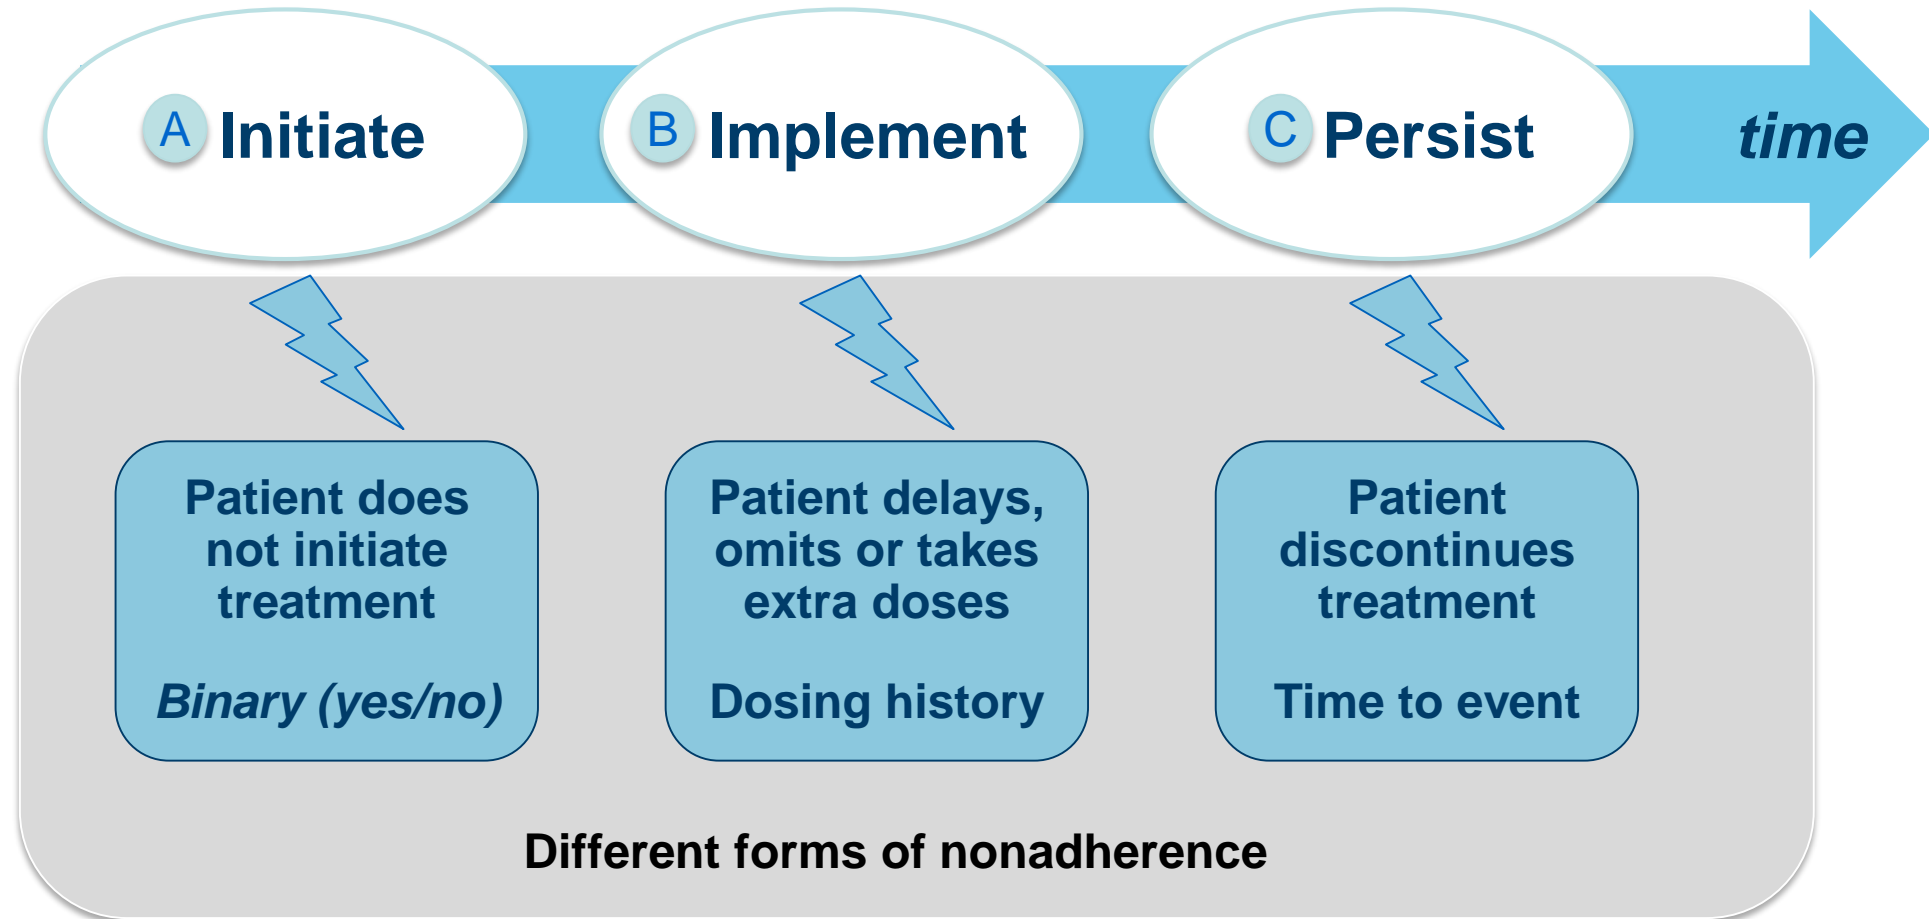 A Initiate
B Implement
C Persist
time
Patient does
not initiate
treatment
Binary (yes/no)
Patient delays,
omits or takes
extra doses
Dosing history
Patient
discontinues
treatment
Time to event
Different forms of nonadherence